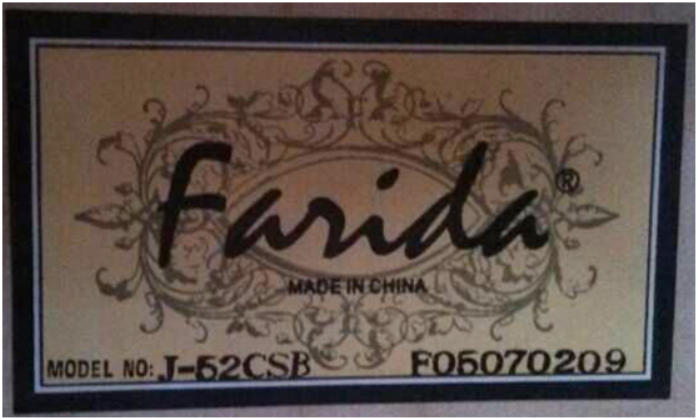 Farida®
MADE IN CHINA
MODEL NO: J-52CSB F05070209